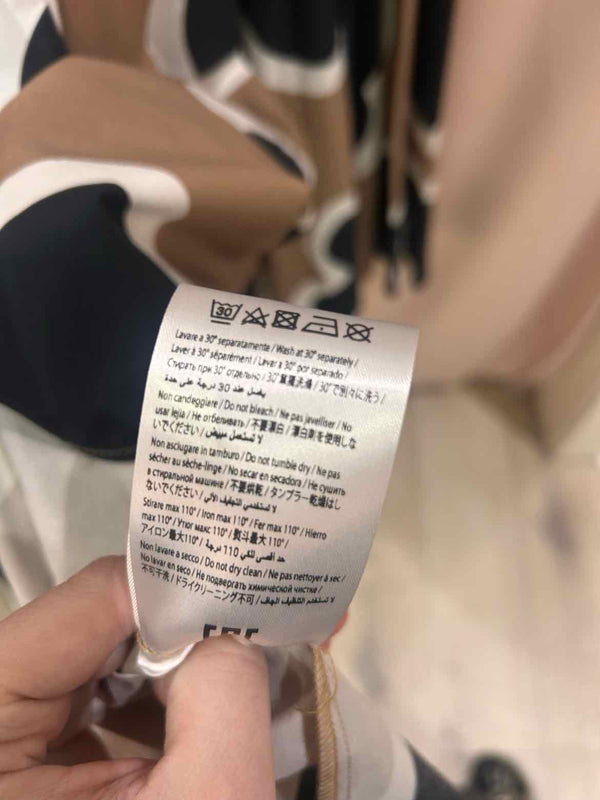 30
Lavare a 30° separatamente / Wash at 30° separately /
Laver à 30° séparément / Lavar a 30° por separado /
Стирать при 30° отдельно / 30° 單獨洗滌 / 30°で別々に洗う /
يغسل عند 30 درجة على حدة
Non candeggiare / Do not bleach / Ne pas javelliser / No
usar lejia / Не отбеливать / 不要漂白 / 漂白剤を使用しな
いでください / لا تستعمل مبيض
Non asciugare in tamburo / Do not tumble dry / Ne pas
sécher au sèche-linge / No secar en secadora / Не сушить
в стиральной машине / 不要烘乾 / タンブラー乾燥はし
ないでください / لا تستخدمي التجفيف الآلي
Stirare max 110° / Iron max 110° / Fer max 110° / Hierro
max 110° / Утюг макс 110° / 熨斗最大 110° /
アイロン最大110° / حد أقصى للكي 110 درجة
Non lavare a secco / Do not dry clean / Ne pas nettoyer à sec /
No lavar en seco / Не подвергать химической чистке /
不可干洗 / ドライクリーニング不可 / لا تستخدم التنظيف الجاف